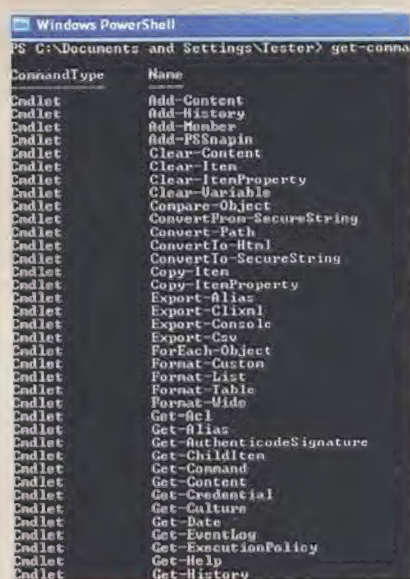 Windows PowerShell
PS C:\Documents and Settings\Tester> get-comma
CommandType Name
Cmdlet Add-Content
Cmdlet Add-History
Cmdlet Add-Member
Cmdlet Add-PSSnapin
Cmdlet Clear-Content
Cmdlet Clear-Item
Cmdlet Clear-ItemProperty
Cmdlet Clear-Variable
Cmdlet Compare-Object
Cmdlet ConvertFrom-SecureString
Cmdlet Convert-Path
Cmdlet ConvertTo-Html
Cmdlet ConvertTo-SecureString
Cmdlet Copy-Item
Cmdlet Copy-ItemProperty
Cmdlet Export-Alias
Cmdlet Export-Clixml
Cmdlet Export-Console
Cmdlet Export-Csv
Cmdlet ForEach-Object
Cmdlet Format-Custom
Cmdlet Format-List
Cmdlet Format-Table
Cmdlet Format-Wide
Cmdlet Get-Acl
Cmdlet Get-Alias
Cmdlet Get-AuthenticodeSignature
Cmdlet Get-ChildItem
Cmdlet Get-Command
Cmdlet Get-Content
Cmdlet Get-Credential
Cmdlet Get-Culture
Cmdlet Get-Date
Cmdlet Get-EventLog
Cmdlet Get-ExecutionPolicy
Cmdlet Get-Help
Cmdlet Get-History